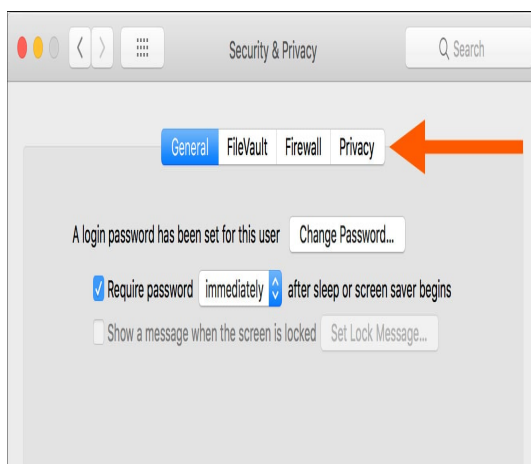 Security & Privacy
Search
General FileVault Firewall Privacy
A login password has been set for this user Change Password...
Require password immediately after sleep or screen saver begins
Show a message when the screen is locked Set Lock Message...